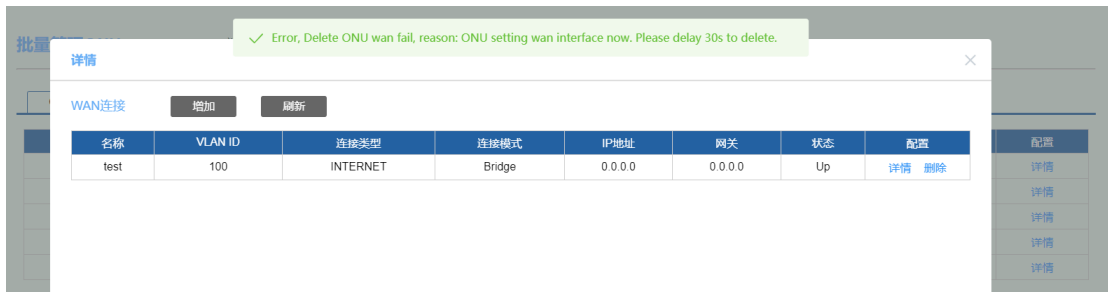 批量管理
Error, Delete ONU wan fail, reason: ONU setting wan interface now. Please delay 30s to delete.
详情
WAN连接 增加 刷新
名称 VLAN ID 连接类型 连接模式 IP地址 网关 状态 配置
test 100 INTERNET Bridge 0.0.0.0 0.0.0.0 Up 详情 删除
配置
详情
详情
详情
详情
详情